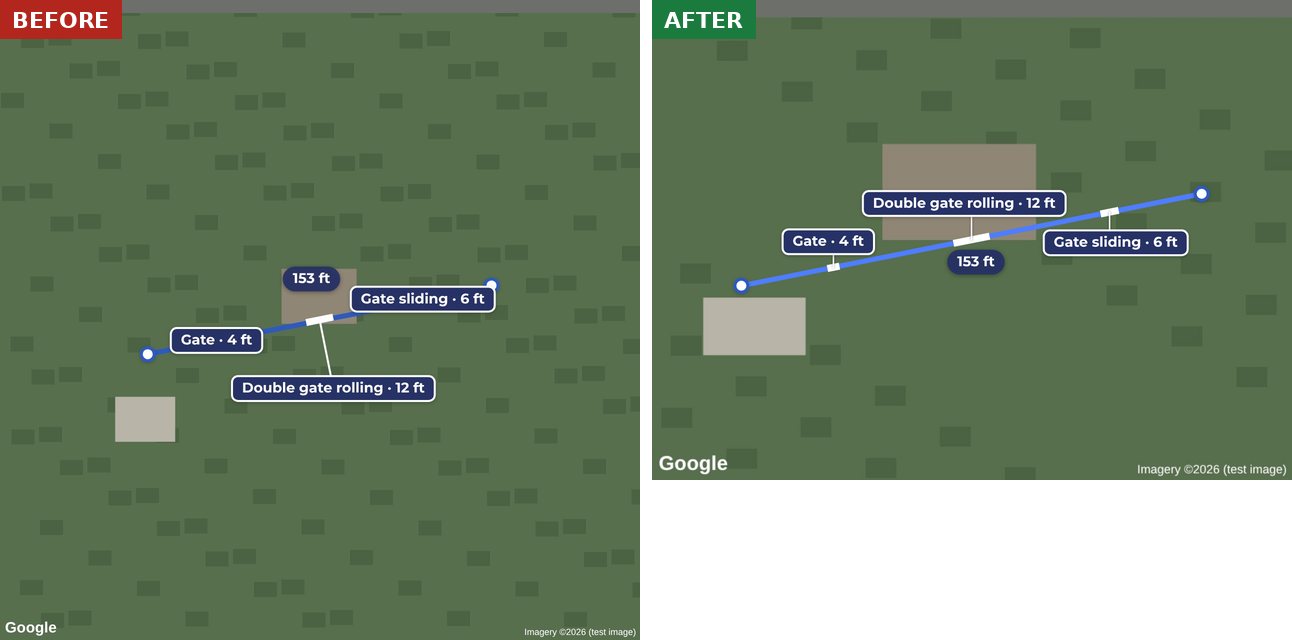 BEFORE
153 ft
Gate sliding · 6 ft
Gate · 4 ft
Double gate rolling · 12 ft
Google
Imagery ©2026 (test image)
AFTER
Double gate rolling · 12 ft
Gate · 4 ft
Gate sliding · 6 ft
153 ft
Google
Imagery ©2026 (test image)